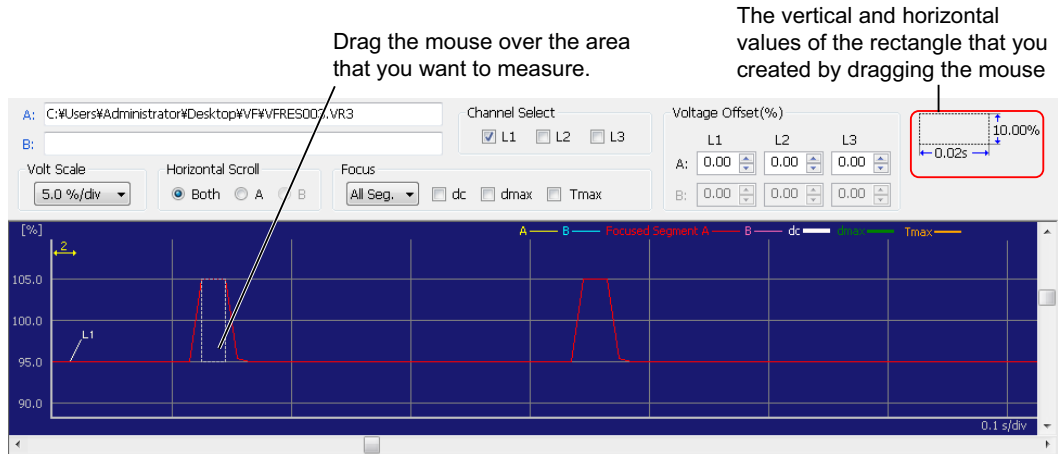 Drag the mouse over the area
that you want to measure.
The vertical and horizontal
values of the rectangle that you
created by dragging the mouse
A: C:¥Users¥Administrator¥Desktop¥VF¥VFRES003.VR3
B:
Channel Select
L1 L2 L3
Voltage Offset(%)
L1 L2 L3
A: 0.00 0.00 0.00
B: 0.00 0.00 0.00
10.00%
0.02s
Volt Scale
5.0 %/div
Horizontal Scroll
Both A B
Focus
All Seg. dc dmax Tmax
[%]
A B Focused Segment A B dc dmax Tmax
2
105.0
100.0
L1
95.0
90.0
0.1 s/div